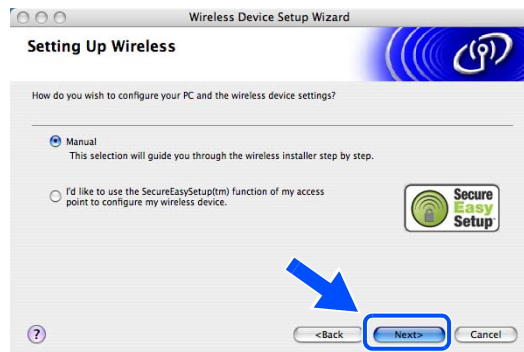 Wireless Device Setup Wizard
Setting Up Wireless
How do you wish to configure your PC and the wireless device settings?
Manual
This selection will guide you through the wireless installer step by step.
I'd like to use the SecureEasySetup(tm) function of my access
point to configure my wireless device.
Secure
Easy
Setup
?
<Back
Next>
Cancel